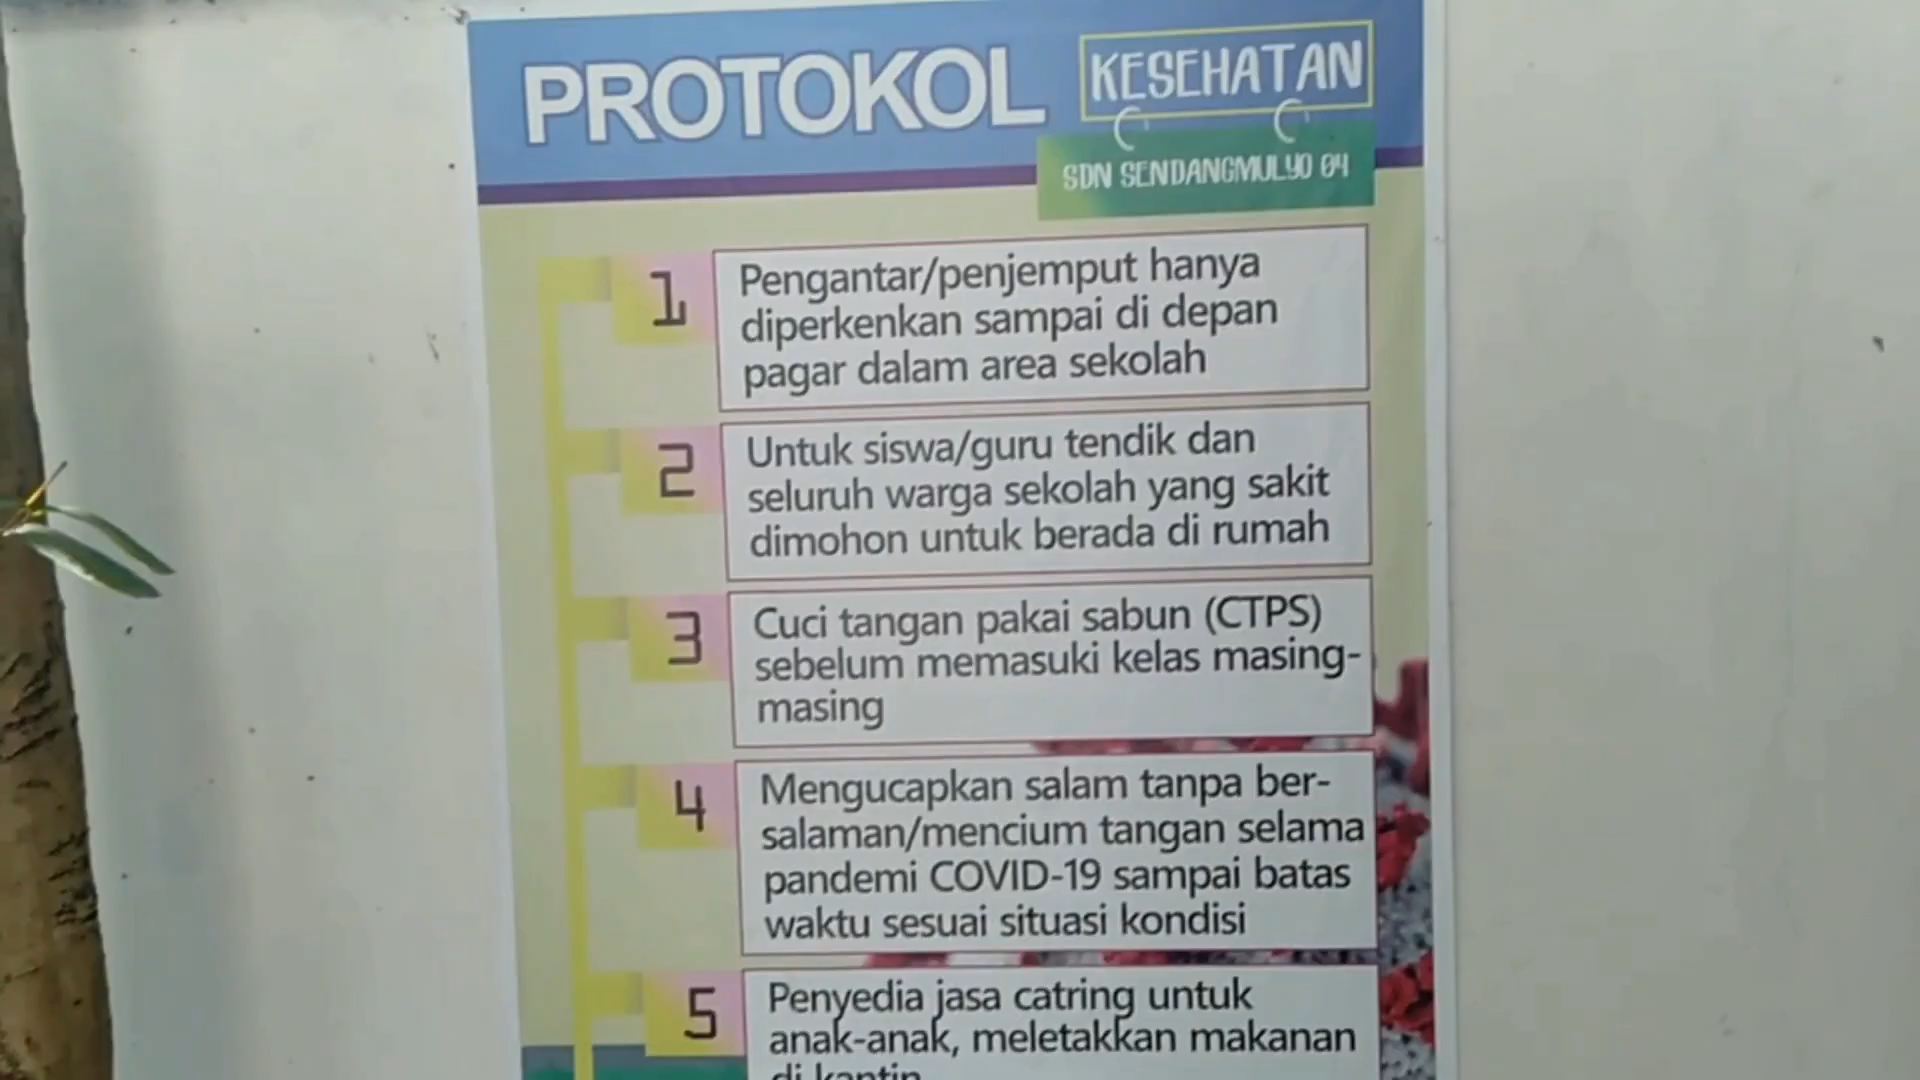 PROTOKOL KESEHATAN
SDN SENDANGMULYO 04
1 Pengantar/penjemput hanya
diperkenkan sampai di depan
pagar dalam area sekolah
2 Untuk siswa/guru tendik dan
seluruh warga sekolah yang sakit
dimohon untuk berada di rumah
3 Cuci tangan pakai sabun (CTPS)
sebelum memasuki kelas masing-
masing
4 Mengucapkan salam tanpa ber-
salaman/mencium tangan selama
pandemi COVID-19 sampai batas
waktu sesuai situasi kondisi
5 Penyedia jasa catring untuk
anak-anak, meletakkan makanan
di kantin